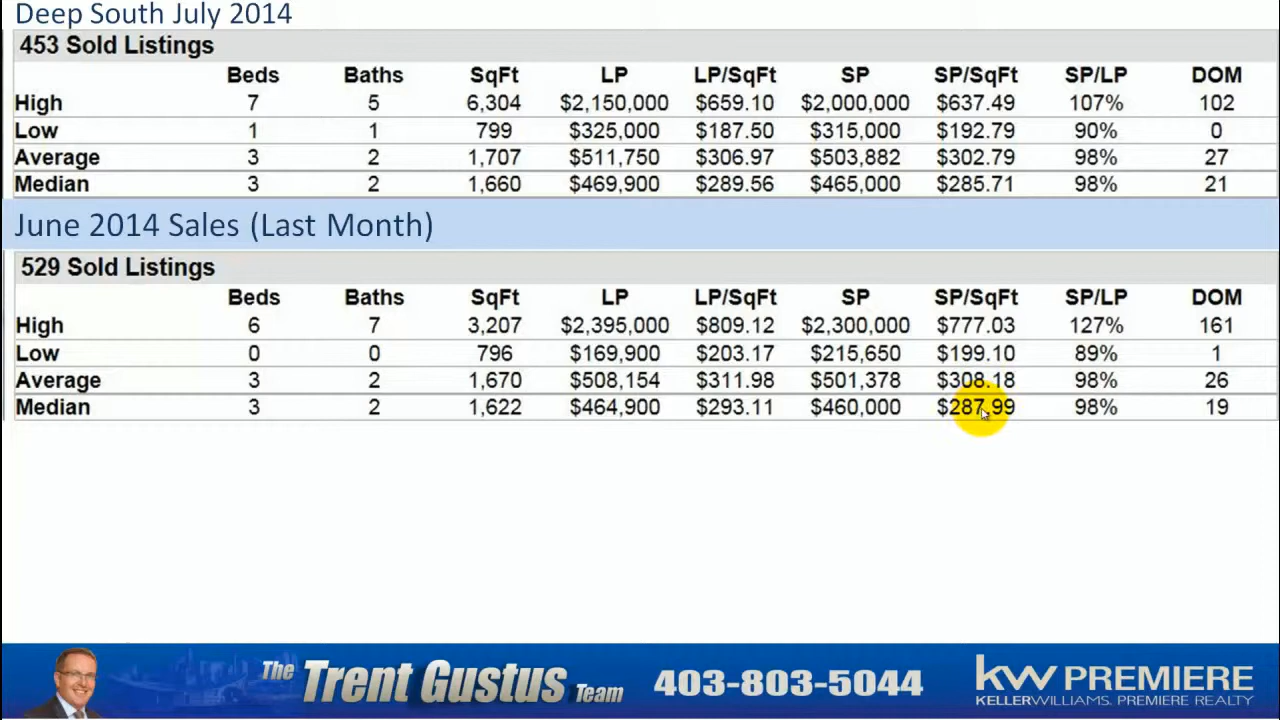 Deep South July 2014
453 Sold Listings
Beds Baths SqFt LP LP/SqFt SP SP/SqFt SP/LP DOM
High 7 5 6,304 $2,150,000 $659.10 $2,000,000 $637.49 107% 102
Low 1 1 799 $325,000 $187.50 $315,000 $192.79 90% 0
Average 3 2 1,707 $511,750 $306.97 $503,882 $302.79 98% 27
Median 3 2 1,660 $469,900 $289.56 $465,000 $285.71 98% 21
June 2014 Sales (Last Month)
529 Sold Listings
Beds Baths SqFt LP LP/SqFt SP SP/SqFt SP/LP DOM
High 6 7 3,207 $2,395,000 $809.12 $2,300,000 $777.03 127% 161
Low 0 0 796 $169,900 $203.17 $215,650 $199.10 89% 1
Average 3 2 1,670 $508,154 $311.98 $501,378 $308.18 98% 26
Median 3 2 1,622 $464,900 $293.11 $460,000 $287.99 98% 19
The Trent Gustus Team 403-803-5044 kw PREMIERE
KELLERWILLIAMS. PREMIERE REALTY